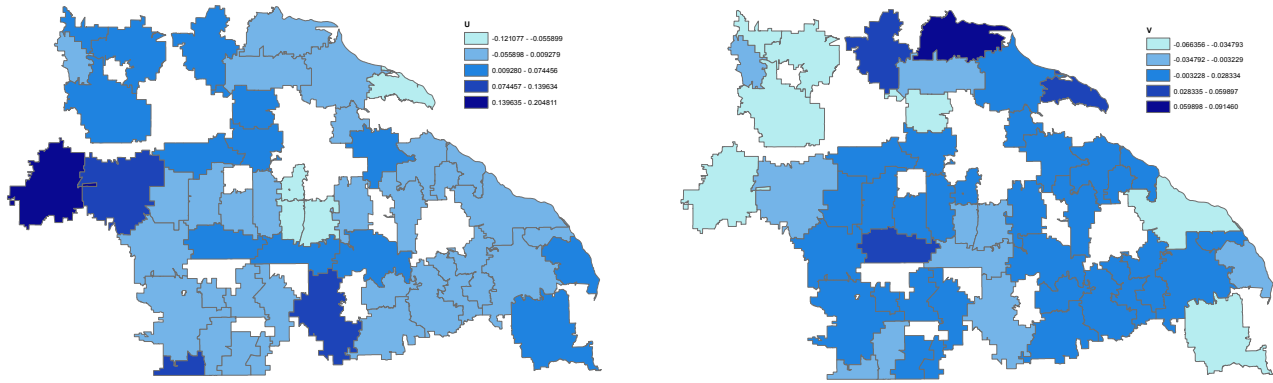 U
-0.121077 - -0.055899
-0.055898 - 0.009279
0.009280 - 0.074456
0.074457 - 0.139634
0.139635 - 0.204811
V
-0.066356 - -0.034793
-0.034792 - -0.003229
-0.003228 - 0.028334
0.028335 - 0.059897
0.059898 - 0.091460